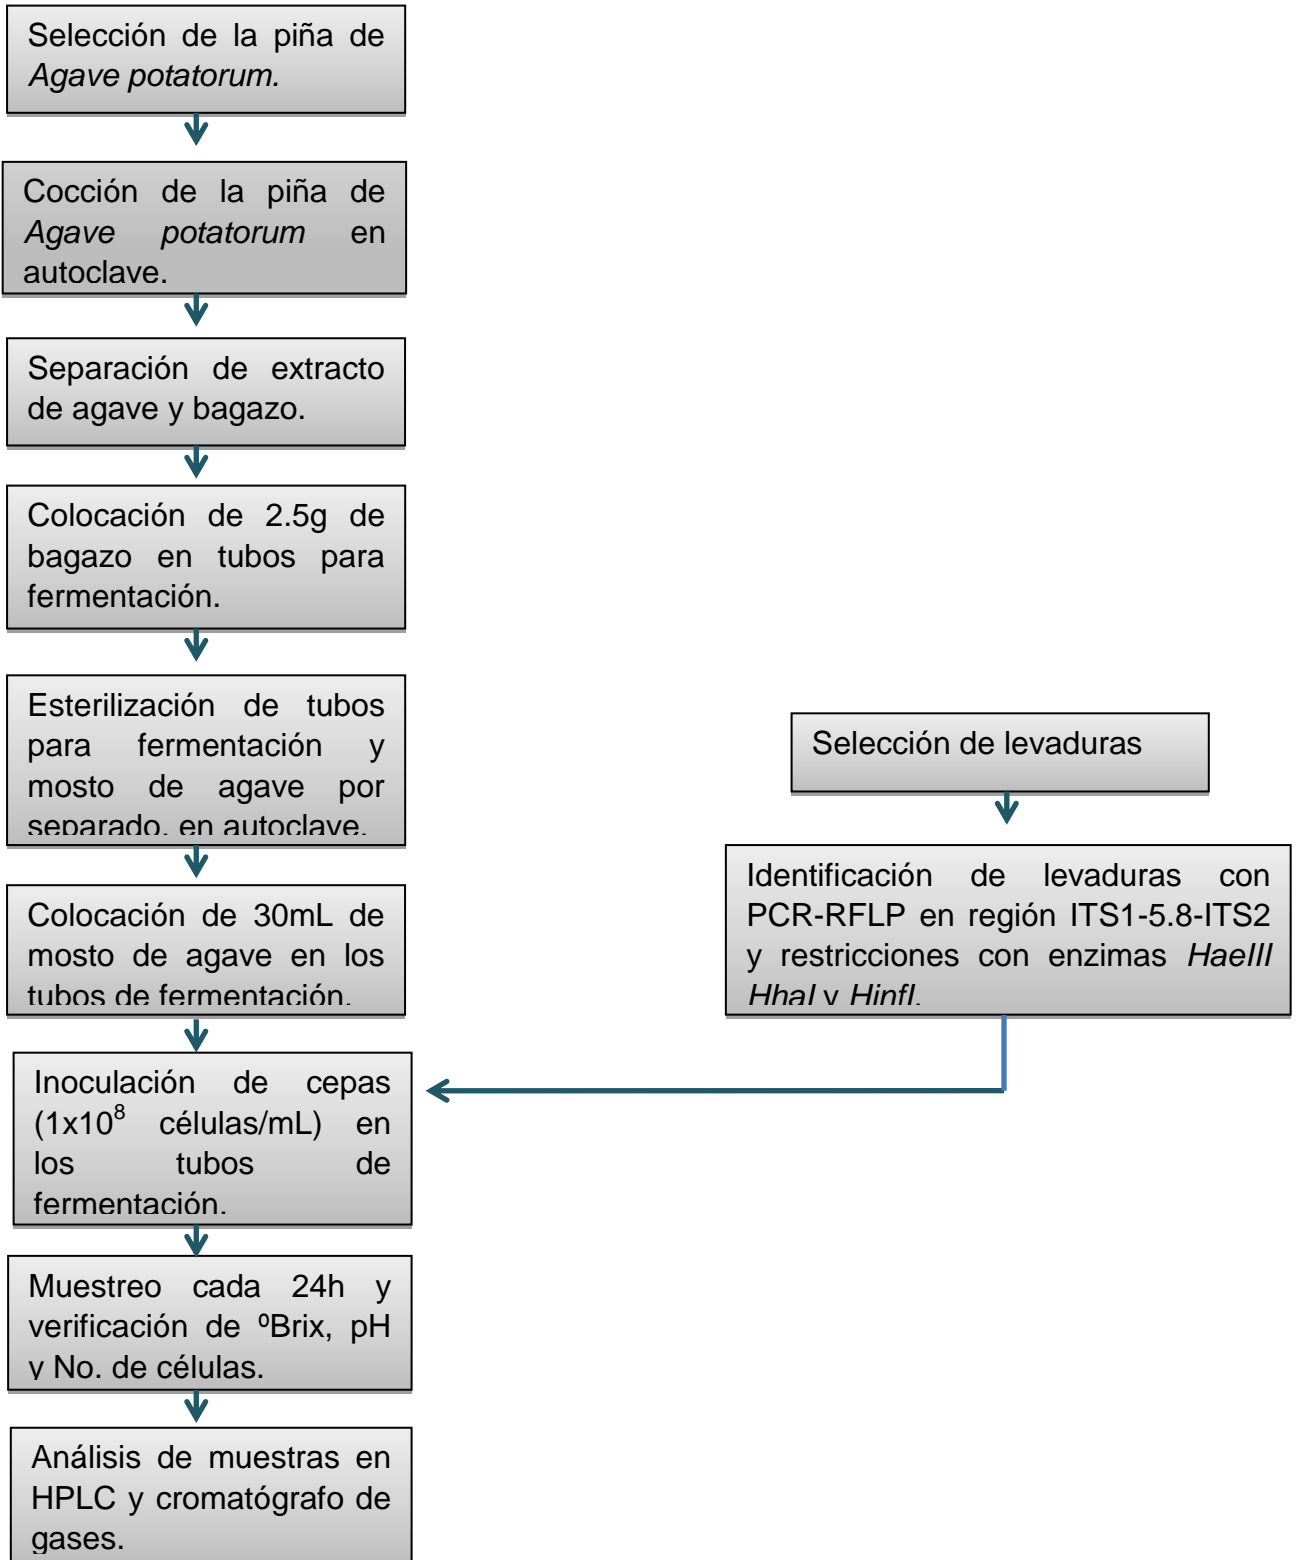 Selección de la piña de
Agave potatorum.
Cocción de la piña de
Agave potatorum en
autoclave.
Separación de extracto
de agave y bagazo.
Colocación de 2.5g de
bagazo en tubos para
fermentación.
Esterilización de tubos
para fermentación y
mosto de agave por
separado, en autoclave.
Colocación de 30mL de
mosto de agave en los
tubos de fermentación.
Selección de levaduras
Identificación de levaduras con
PCR-RFLP en región ITS1-5.8-ITS2
y restricciones con enzimas HaeIII
HhaI y HinfI.
Inoculación de cepas
(1x10⁸ células/mL) en
los tubos de
fermentación.
Muestreo cada 24h y
verificación de ºBrix, pH
y No. de células.
Análisis de muestras en
HPLC y cromatógrafo de
gases.